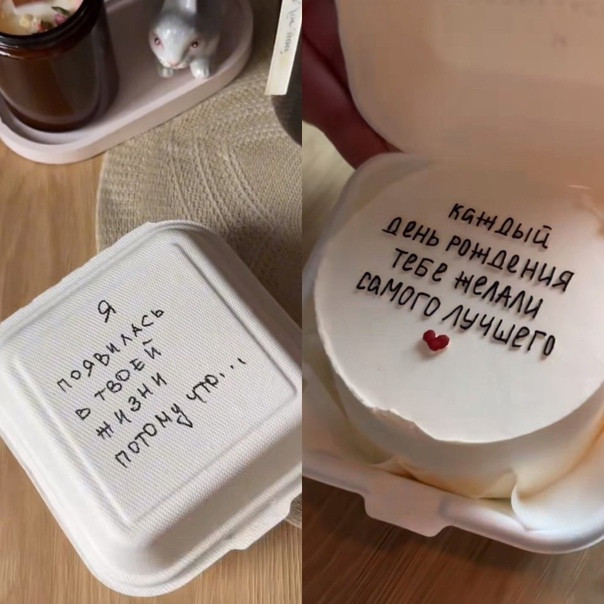 Я
ПОЯВИЛАСЬ
В ТВОЕЙ
ЖИЗНИ
ПОТОМУ ЧТО...
КАЖДЫЙ
ДЕНЬ РОЖДЕНИЯ
ТЕБЕ ЖЕЛАЛИ
САМОГО ЛУЧШЕГО